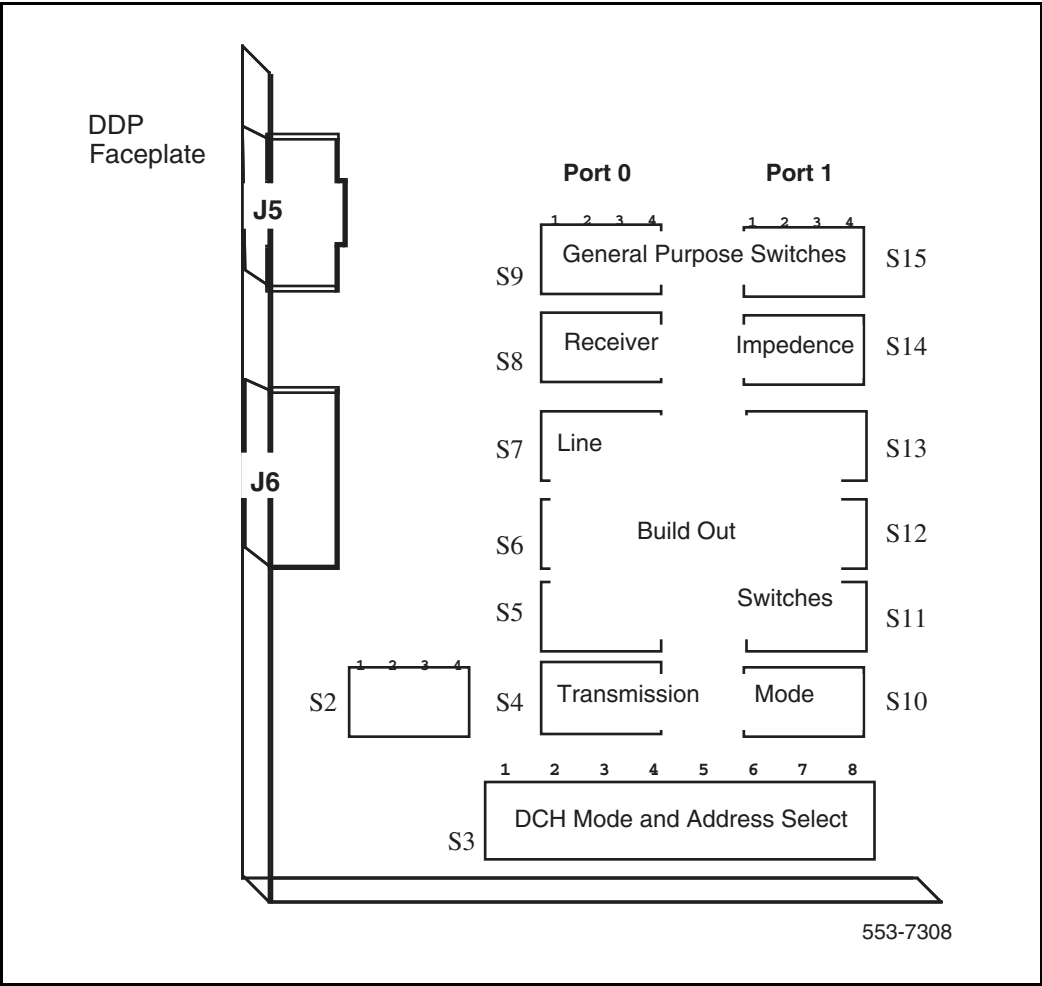 DDP
Faceplate
J5
J6
Port 0 Port 1
1 2 3 4 1 2 3 4
S9 General Purpose Switches S15
S8 Receiver Impedence S14
S7 Line S13
S6 Build Out S12
S5 Switches S11
1 2 3 4
S2 S4 Transmission Mode S10
1 2 3 4 5 6 7 8
S3 DCH Mode and Address Select
553-7308